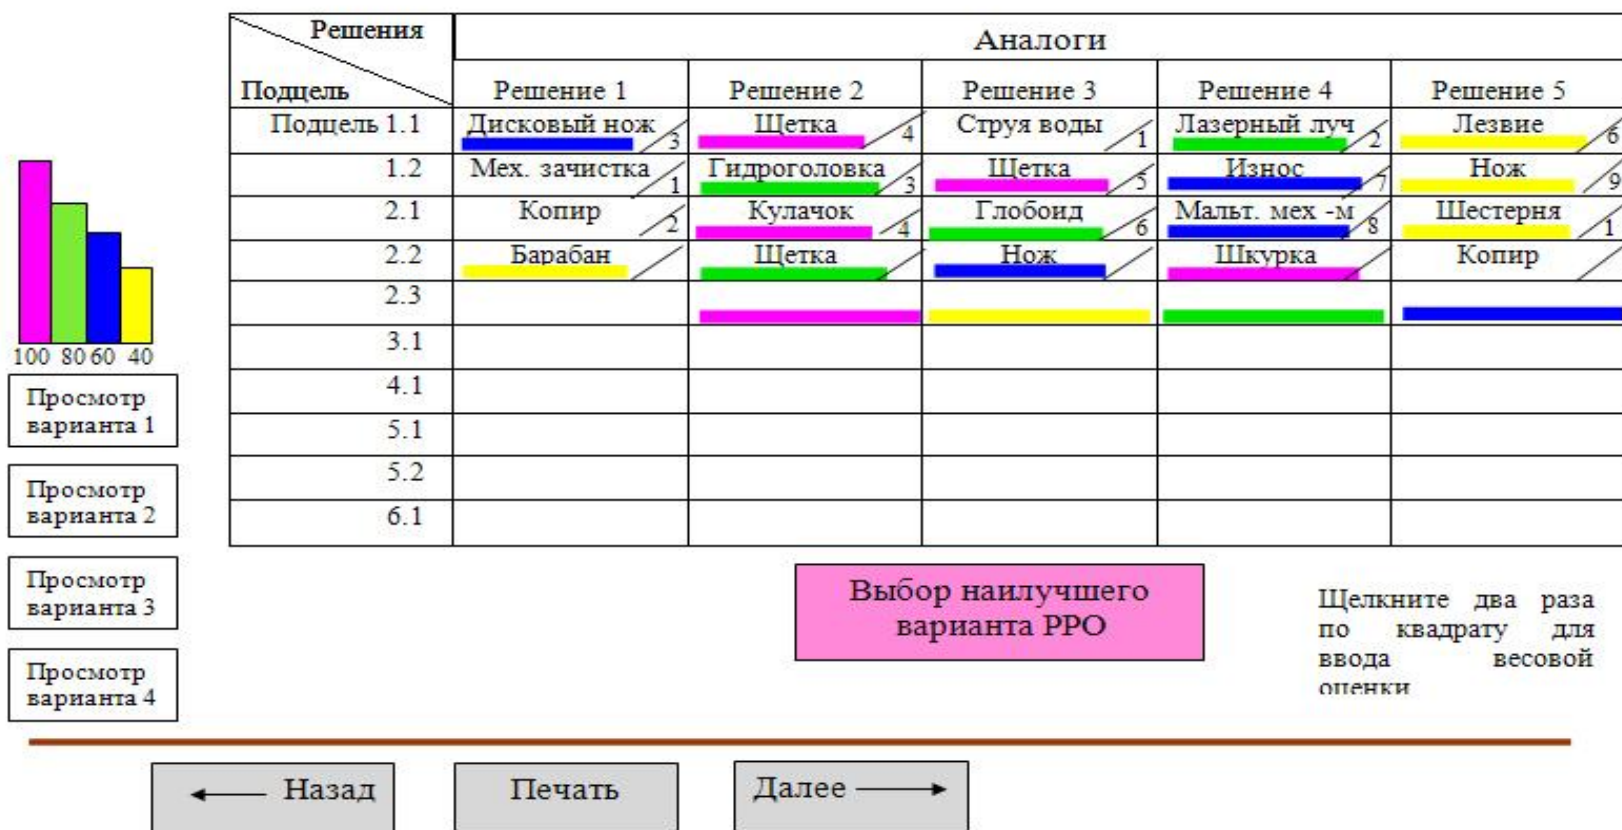 Решения
Аналоги
Подцель Решение 1 Решение 2 Решение 3 Решение 4 Решение 5
Подцель 1.1 Дисковый нож 3 Щетка 4 Струя воды 1 Лазерный луч 2 Лезвие 6
1.2 Мех. зачистка 1 Гидроголовка 3 Щетка 5 Износ 7 Нож 9
2.1 Копир 2 Кулачок 4 Глобоид 6 Мальт. мех -м 8 Шестерня 1
2.2 Барабан Щетка Нож Шкурка Копир
2.3
3.1
4.1
5.1
5.2
6.1
100 80 60 40
Просмотр
варианта 1
Просмотр
варианта 2
Просмотр
варианта 3
Просмотр
варианта 4
Выбор наилучшего
варианта РРО
Щелкните два раза
по квадрату для
ввода весовой
оценки
Назад
Печать
Далее